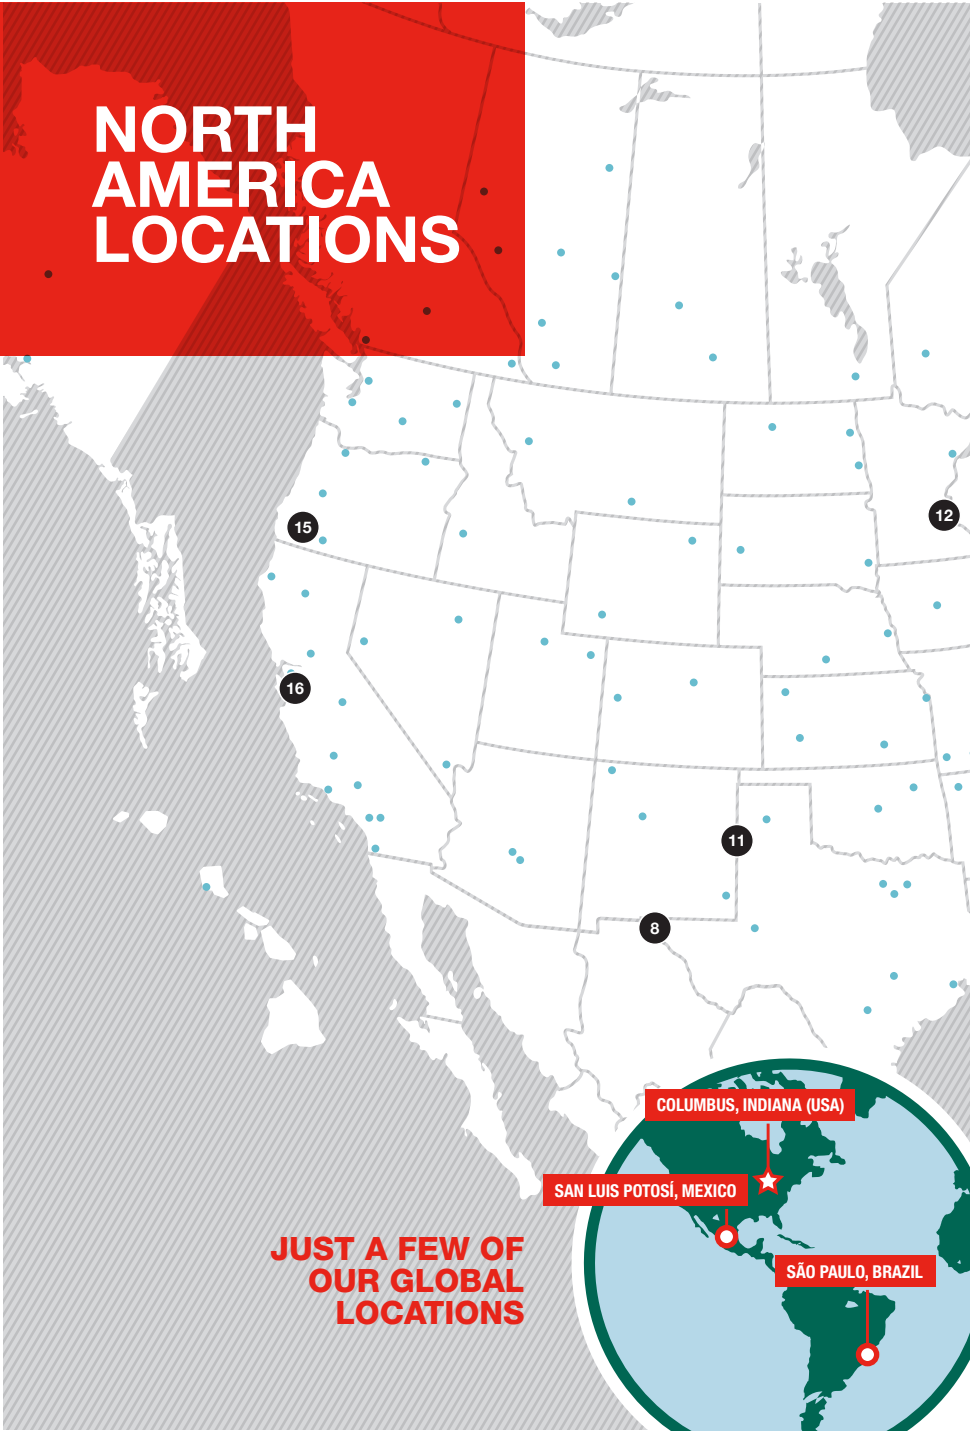 NORTH
AMERICA
LOCATIONS
15
12
16
11
8
COLUMBUS, INDIANA (USA)
SAN LUIS POTOSÍ, MEXICO
JUST A FEW OF
OUR GLOBAL
LOCATIONS
SÃO PAULO, BRAZIL